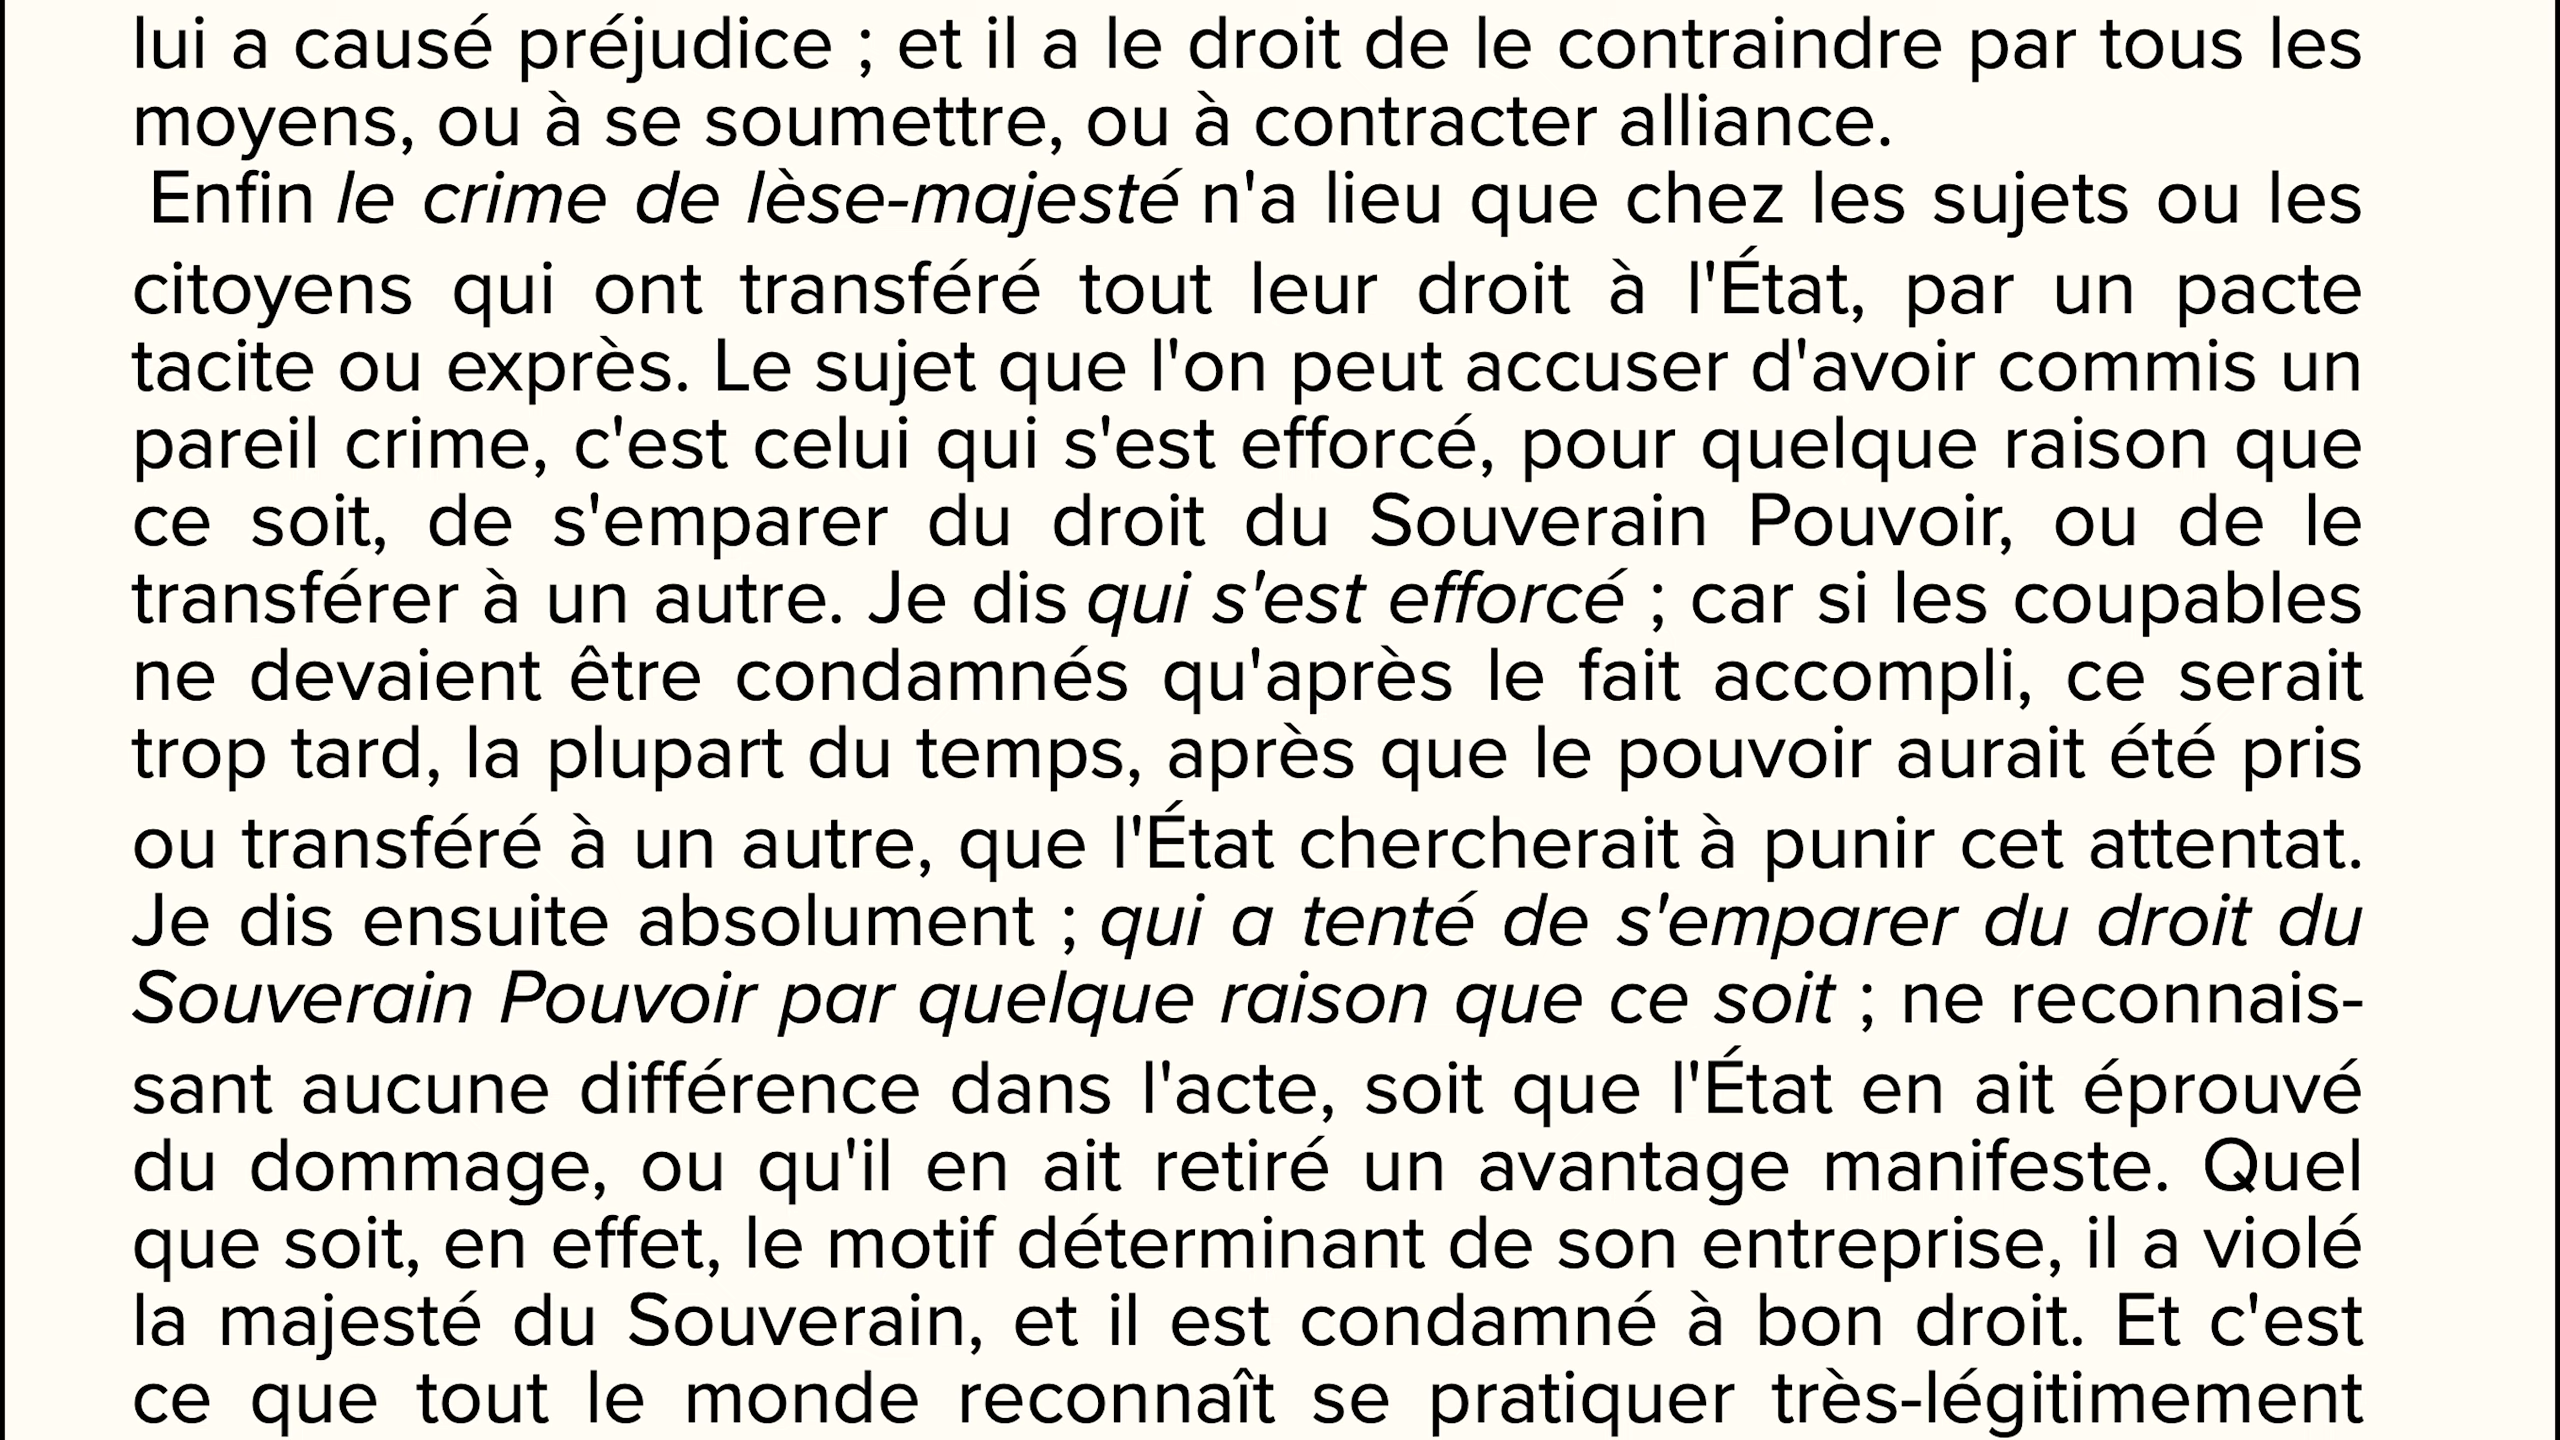 lui a causé préjudice ; et il a le droit de le contraindre par tous les
moyens, ou à se soumettre, ou à contracter alliance.
Enfin le crime de lèse-majesté n'a lieu que chez les sujets ou les
citoyens qui ont transféré tout leur droit à l'État, par un pacte
tacite ou exprès. Le sujet que l'on peut accuser d'avoir commis un
pareil crime, c'est celui qui s'est efforcé, pour quelque raison que
ce soit, de s'emparer du droit du Souverain Pouvoir, ou de le
transférer à un autre. Je dis qui s'est efforcé ; car si les coupables
ne devaient être condamnés qu'après le fait accompli, ce serait
trop tard, la plupart du temps, après que le pouvoir aurait été pris
ou transféré à un autre, que l'État chercherait à punir cet attentat.
Je dis ensuite absolument ; qui a tenté de s'emparer du droit du
Souverain Pouvoir par quelque raison que ce soit ; ne reconnais-
sant aucune différence dans l'acte, soit que l'État en ait éprouvé
du dommage, ou qu'il en ait retiré un avantage manifeste. Quel
que soit, en effet, le motif déterminant de son entreprise, il a violé
la majesté du Souverain, et il est condamné à bon droit. Et c'est
ce que tout le monde reconnaît se pratiquer très-légitimement